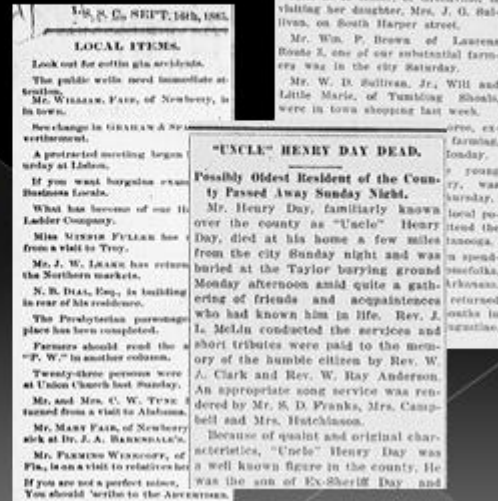 S. C., SEPT. 16th, 1885.
LOCAL ITEMS.
Look out for cottin gin accidents.
The public wells need immediate at-
tention.
Mr. WILLIAM. FAIR, of Newberry, is
in town.
See change in GRAHAM &
vertisement.
A protracted meeting began
urday at Lisbon.
If you want bargains
Business Locals.
What has become of our
Ladder Company.
Miss MINNIE FULLER has
from a visit to Troy.
Mr. J. W. LEAKE has
the Northern markets.
N. B. DIAL, Esq., is building
in rear of his residence.
The Presbyterian parsonage
place has been completed.
Farmers should read the
"P. W." in another column.
Twenty-three persons were
at Union Church last Sunday.
Mr. and Mrs. C. W. TUNE
turned from a visit to Alabama.
Mr. MARY FAIR, of Newberry
sick at Dr. J. A. BARKSDALE'S.
Mr. FLEMING
Fla., is on a visit to relatives
If you are not a perfect miser,
You should 'scribe to the ADVERTISER.
visiting her daughter, Mrs. J. G. Sul-
livan, on South Harper street.
Mr. Wm. P. Brown of Laurens
Route 2, one of our substantial farm-
ers was in the city Saturday.
Mr. W. D. Sullivan, Jr., Will and
Little Marie, of Tumbling Shoals
were in town shopping last week.
farming
young
was
"UNCLE" HENRY DAY DEAD.
Possibly Oldest Resident of the Coun-
ty Passed Away Sunday Night.
Mr. Henry Day, familiarly known
over the county as "Uncle" Henry
Day, died at his home a few miles
from the city Sunday night and was
buried at the Taylor burying ground
Monday afternoon amid quite a gath-
ering of friends and acqpaintences
who had known him in life. Rev. J.
L. McLin conducted the services and
short tributes were paid to the mem-
ory of the humble citizen by Rev. W.
A. Clark and Rev. W. Ray Anderson.
An appropriate song service was ren-
dered by Mr. S. D. Franks, Mrs. Camp-
bell and Mrs. Hutchinson.
Because of quaint and original char-
acteristics, "Uncle" Henry Day was
a well known figure in the county. He
was the son of Ex-Sheriff Day and